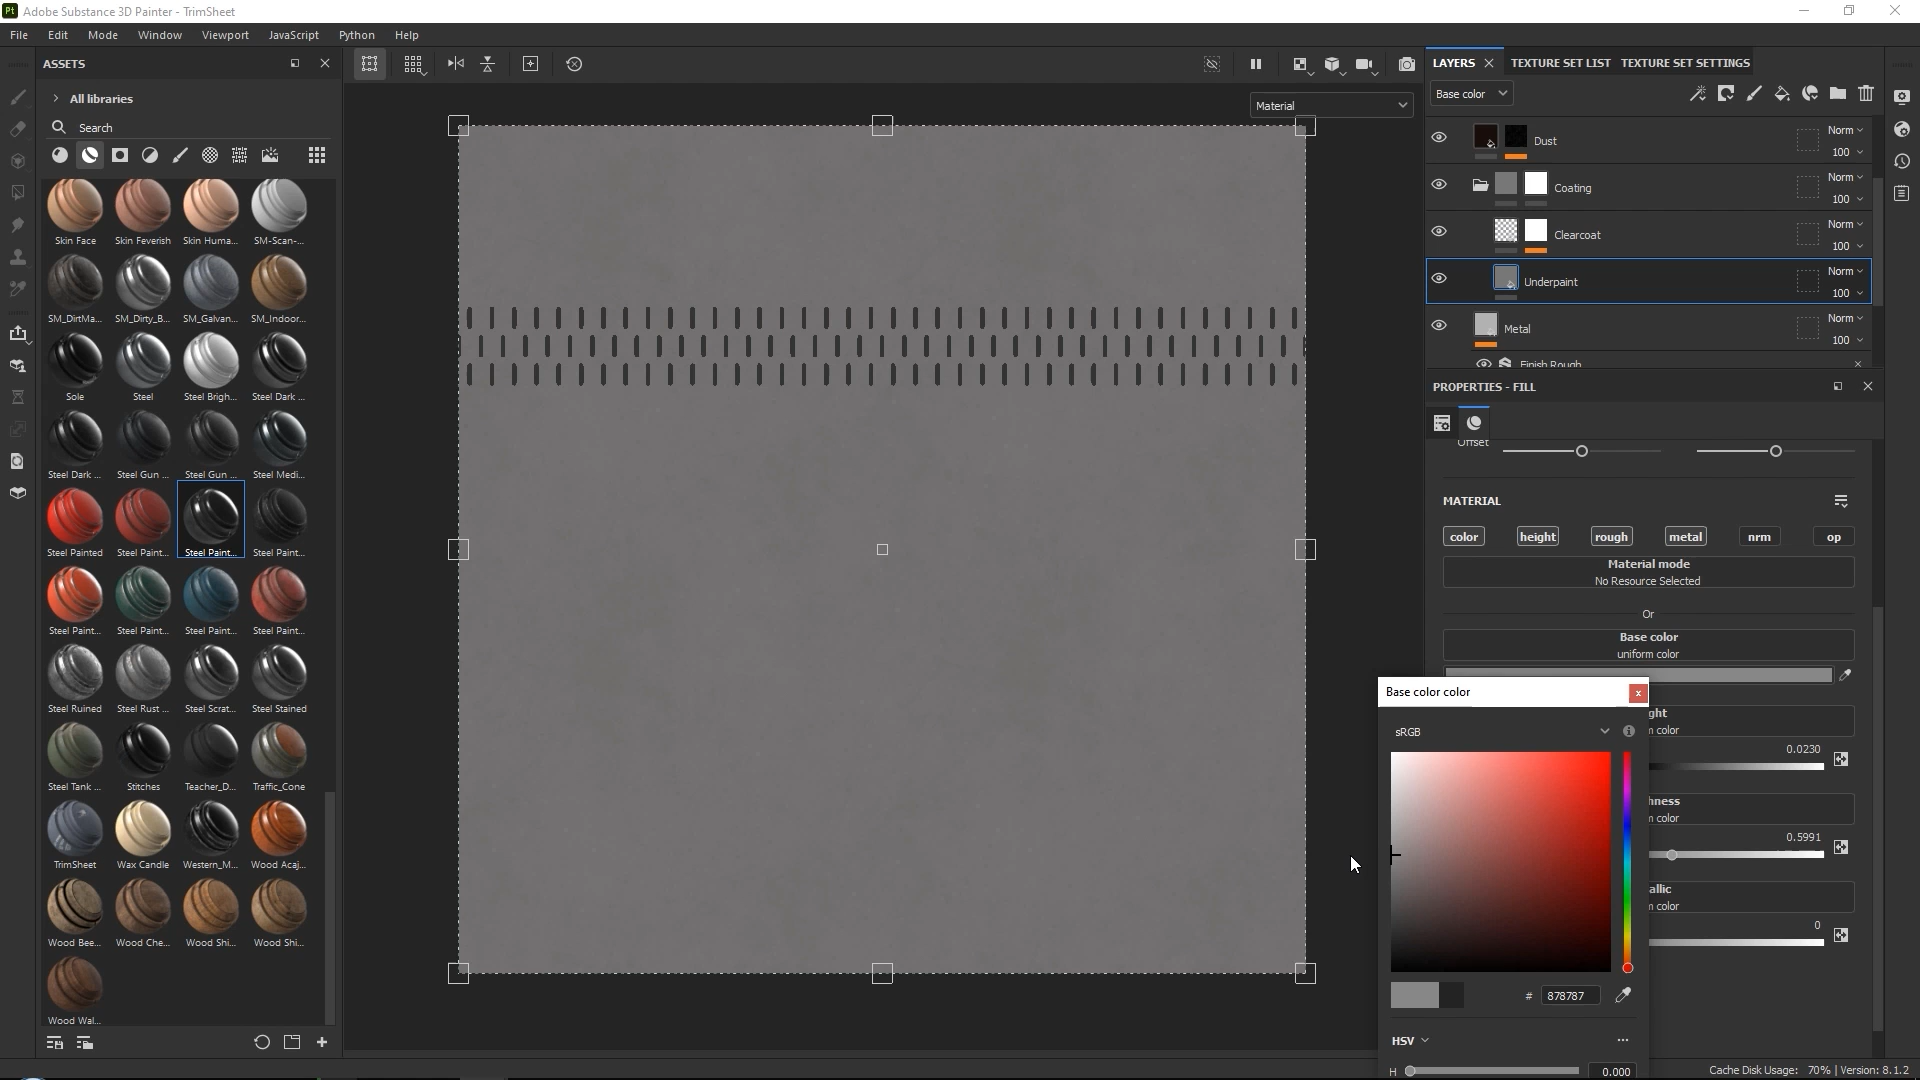 Adobe Substance 3D Painter - TrimSheet
File Edit Mode Window Viewport JavaScript Python Help
ASSETS
All libraries
Search
Skin Face Skin Feverish Skin Huma... SM-Scan-...
SM_DirtMa... SM_Dirty_B... SM_Galvan... SM_Indoor...
Sole Steel Steel Brigh... Steel Dark ...
Steel Dark ... Steel Gun ... Steel Gun ... Steel Medi...
Steel Painted Steel Paint... Steel Paint... Steel Paint...
Steel Paint... Steel Paint... Steel Paint... Steel Paint...
Steel Ruined Steel Rust ... Steel Scrat... Steel Stained
Steel Tank ... Stitches Teacher_D... Traffic_Cone
TrimSheet Wax Candle Western_M... Wood Acaj...
Wood Bee... Wood Che... Wood Shi... Wood Shi...
Wood Wal...
Material
LAYERS TEXTURE SET LIST TEXTURE SET SETTINGS
Base color
Dust Norm 100
Coating Norm 100
Clearcoat Norm 100
Underpaint Norm 100
Metal Norm 100
Finish Rough
PROPERTIES - FILL
Offset
MATERIAL
color height rough metal nrm op
Material mode
No Resource Selected
Or
Base color
uniform color
Base color color
sRGB
ght
n color
0.0230
hness
n color
0.5991
allic
n color
0
# 878787
HSV
H 0.000
Cache Disk Usage: 70% | Version: 8.1.2